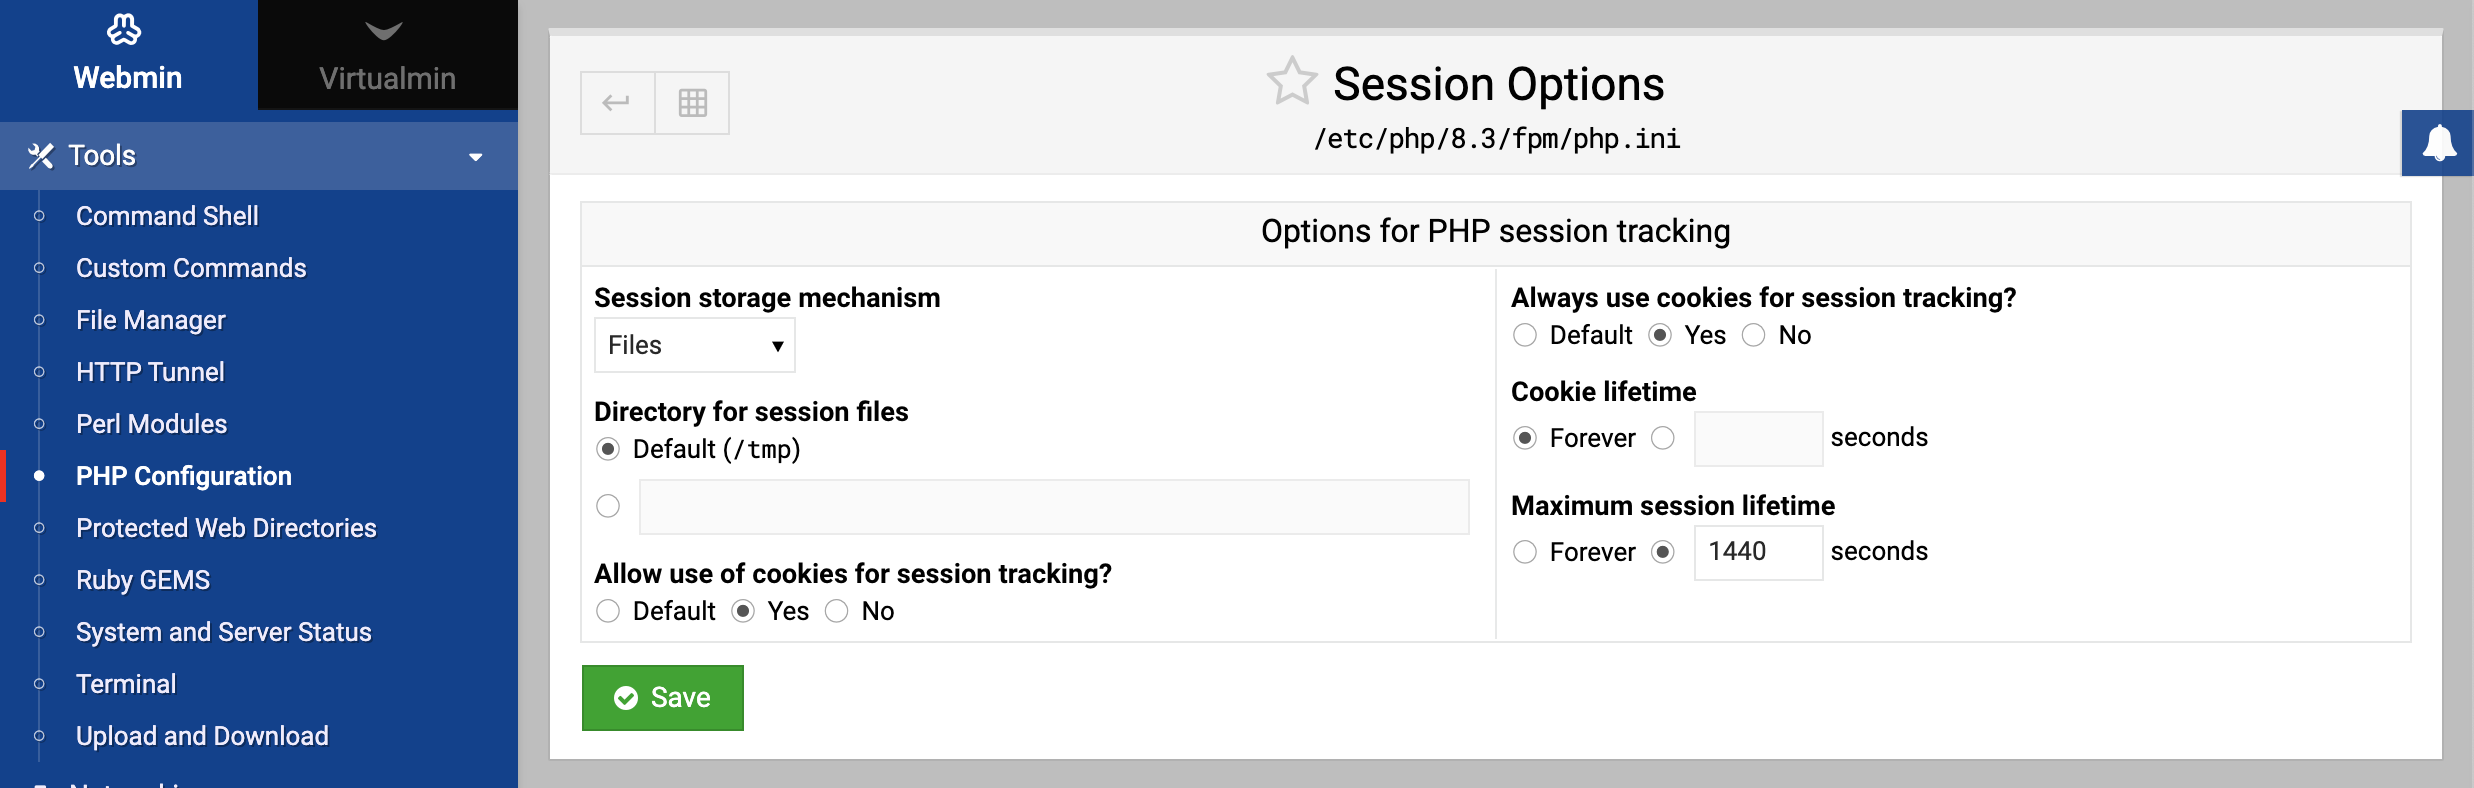 Webmin
Virtualmin
Tools
Command Shell
Custom Commands
File Manager
HTTP Tunnel
Perl Modules
PHP Configuration
Protected Web Directories
Ruby GEMS
System and Server Status
Terminal
Upload and Download
Session Options
/etc/php/8.3/fpm/php.ini
Options for PHP session tracking
Session storage mechanism
Files
Directory for session files
Default (/tmp)
Allow use of cookies for session tracking?
Default Yes No
Always use cookies for session tracking?
Default Yes No
Cookie lifetime
Forever seconds
Maximum session lifetime
Forever 1440 seconds
Save